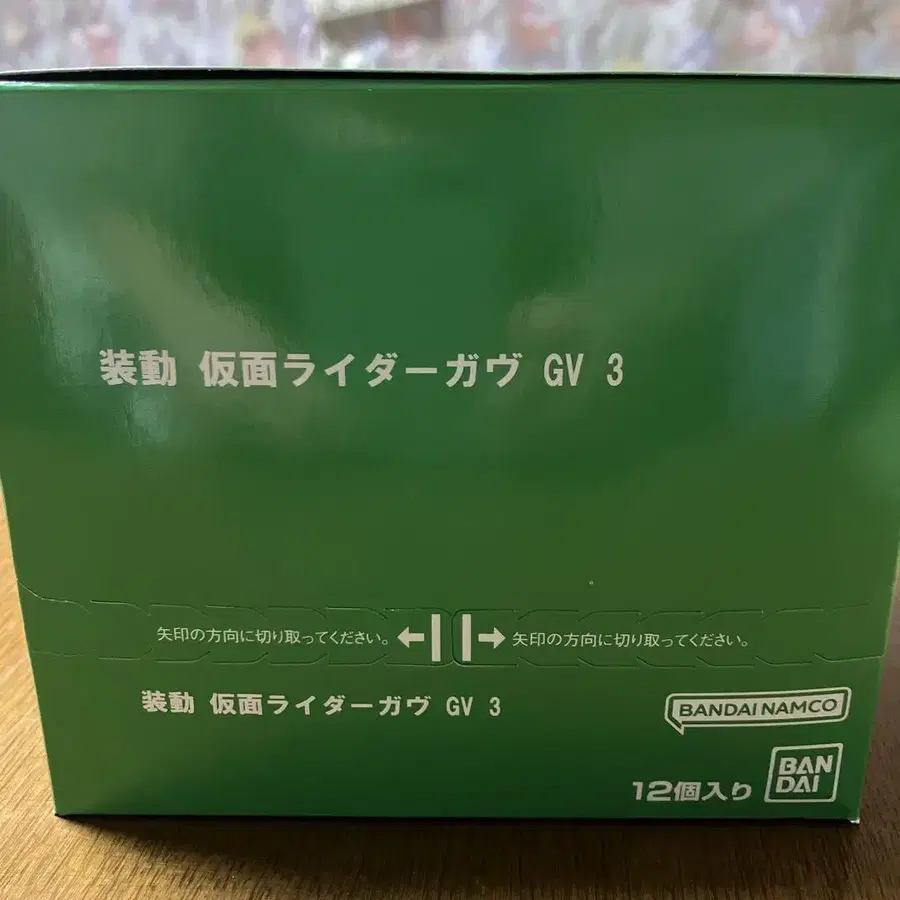 装動 仮面ライダーガヴ GV 3
矢印の方向に切り取ってください。
矢印の方向に切り取ってください。
装動 仮面ライダーガヴ GV 3
BANDAI NAMCO
12個入り
BAN
DAI